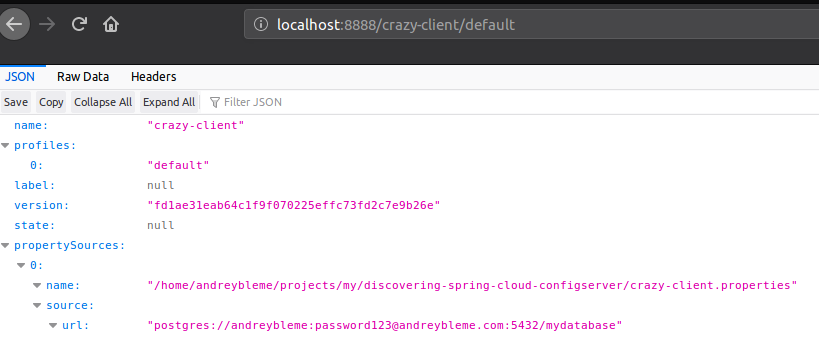 localhost:8888/crazy-client/default
JSON Raw Data Headers
Save Copy Collapse All Expand All Filter JSON
name: "crazy-client"
profiles:
0: "default"
label: null
version: "fd1ae31eab64c1f9f070225effc73fd2c7e9b26e"
state: null
propertySources:
0:
name: "/home/andreybleme/projects/my/discovering-spring-cloud-configserver/crazy-client.properties"
source:
url: "postgres://andreybleme:password123@andreybleme.com:5432/mydatabase"